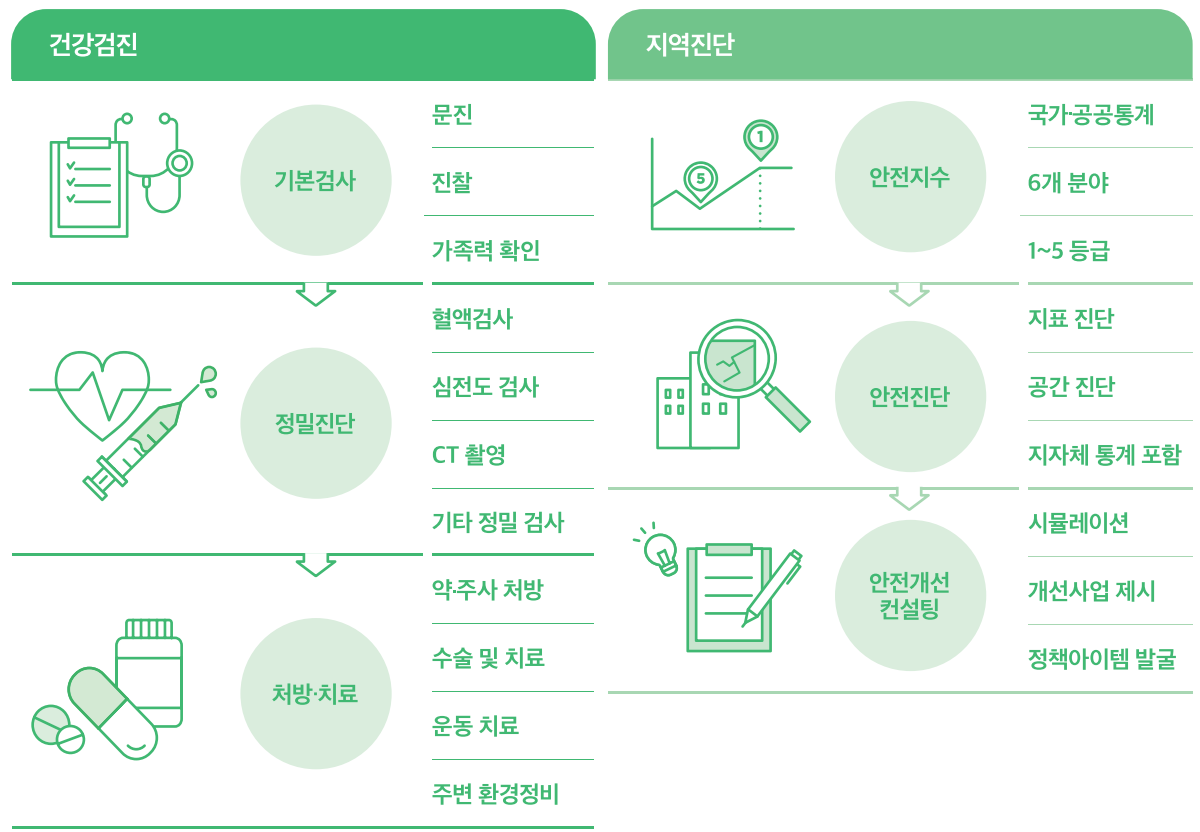 건강검진
기본검사
문진
진찰
가족력 확인
정밀진단
혈액검사
심전도 검사
CT 촬영
기타 정밀 검사
처방·치료
약·주사 처방
수술 및 치료
운동 치료
주변 환경정비
지역진단
1
5
안전지수
국가·공공통계
6개 분야
1~5 등급
안전진단
지표 진단
공간 진단
지자체 통계 포함
안전개선
컨설팅
시뮬레이션
개선사업 제시
정책아이템 발굴